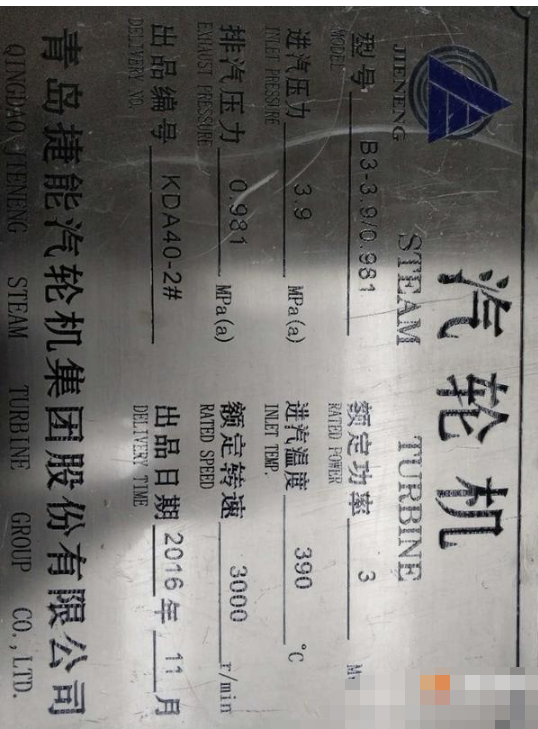 汽轮机
JIENENG STEAM TURBINE
型号 B3-3.9/0.981 额定功率 3
MODEL RATED POWER
进汽压力 3.9 MPa(a) 进汽温度 390 °C
INLET PRESSURE INLET TEMP.
排汽压力 0.981 MPa(a) 额定转速 3000 r/min
EXHAUST PRESSURE RATED SPEED
出品编号 KDA40-2# 出品日期 2016年 11月
DELIVERY NO. DELIVERY TIME
青岛捷能汽轮机集团股份有限公司
QINGDAO JIENENG STEAM TURBINE GROUP CO.,LTD.